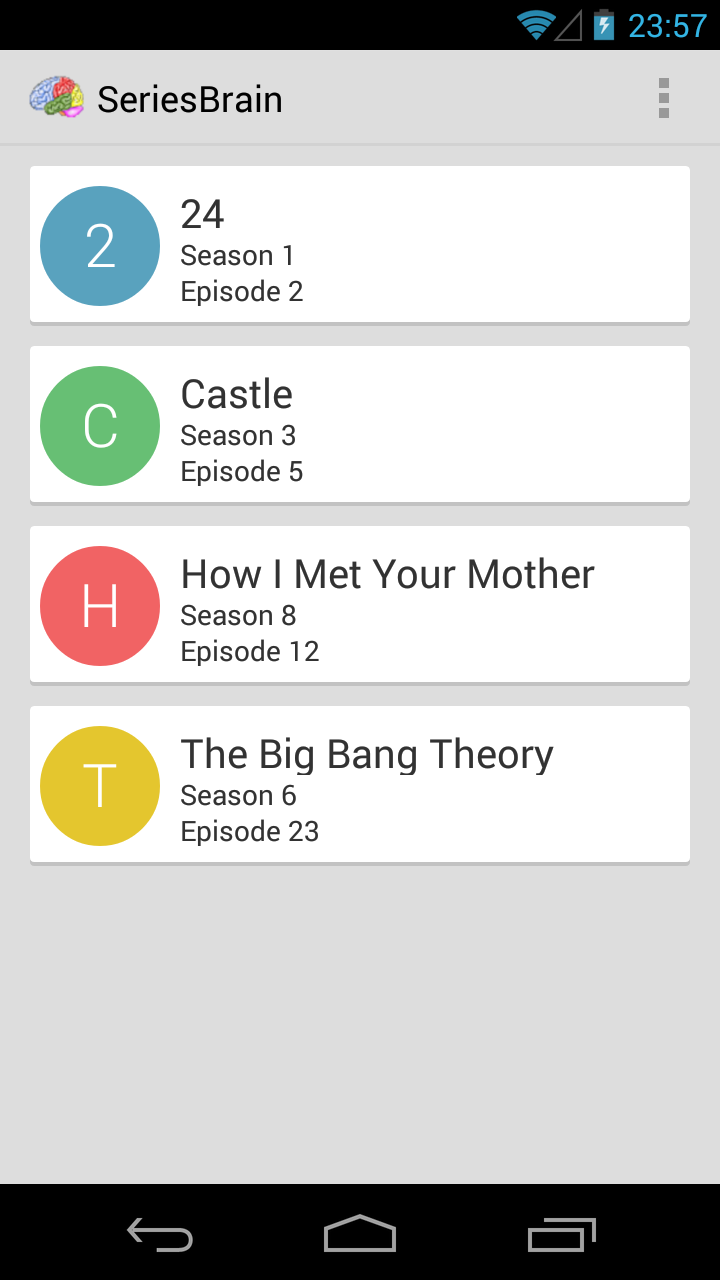 23:57
SeriesBrain
2
24
Season 1
Episode 2
C
Castle
Season 3
Episode 5
H
How I Met Your Mother
Season 8
Episode 12
T
The Big Bang Theory
Season 6
Episode 23